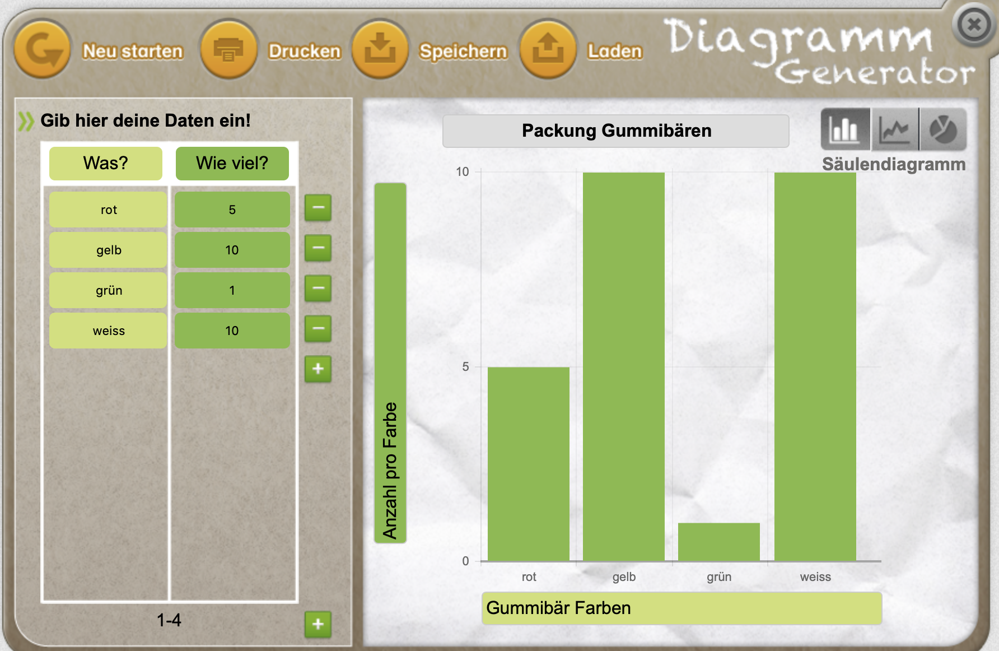 Neu starten
Drucken
Speichern
Laden
Diagramm
Generator
Gib hier deine Daten ein!
Was?
Wie viel?
rot
5
gelb
10
grün
1
weiss
10
1-4
Packung Gummibären
Säulendiagramm
Anzahl pro Farbe
10
5
0
rot
gelb
grün
weiss
Gummibär Farben